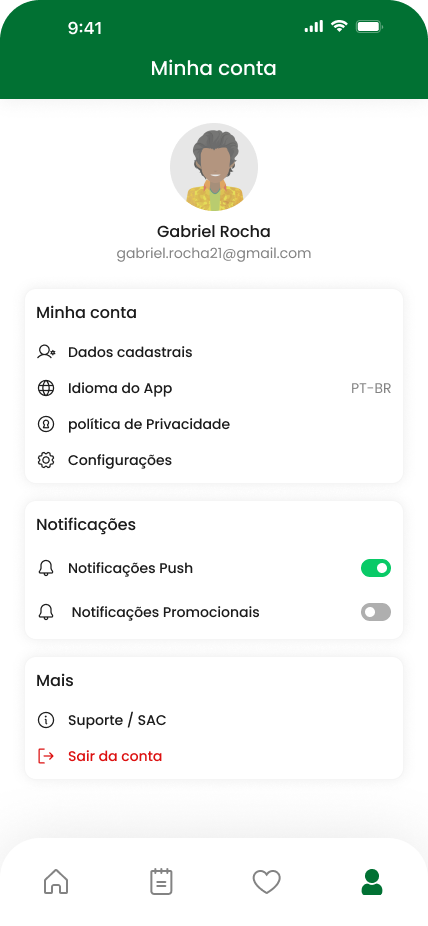 9:41
Minha conta
Gabriel Rocha
gabriel.rocha21@gmail.com
Minha conta
Dados cadastrais
Idioma do App PT-BR
política de Privacidade
Configurações
Notificações
Notificações Push
Notificações Promocionais
Mais
Suporte / SAC
Sair da conta